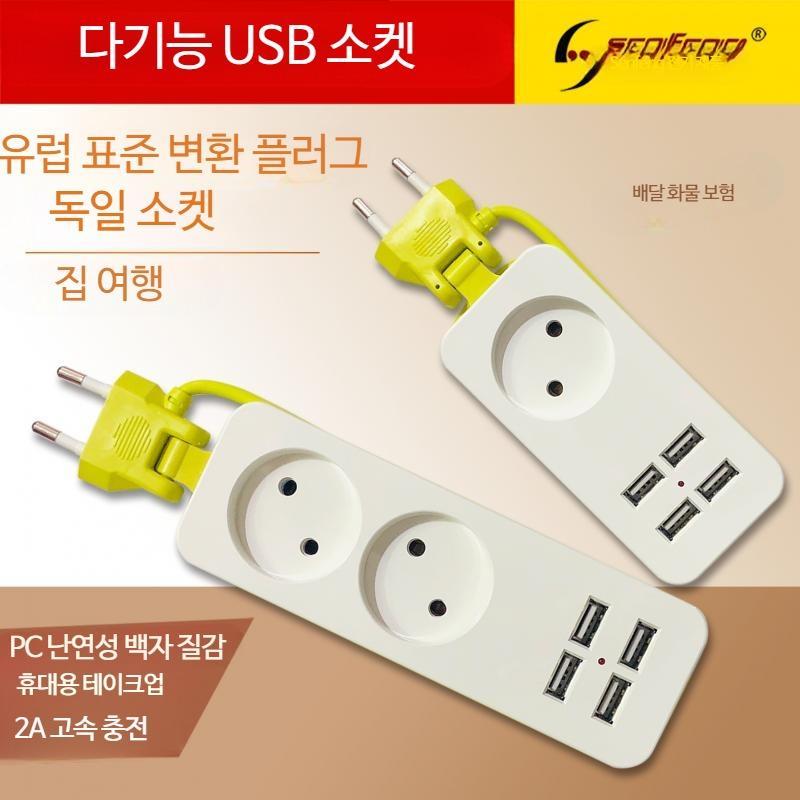 다기능 USB 소켓
®
유럽 표준 변환 플러그
독일 소켓
집 여행
배달 화물 보험
PC 난연성 백자 질감
휴대용 테이크업
2A 고속 충전